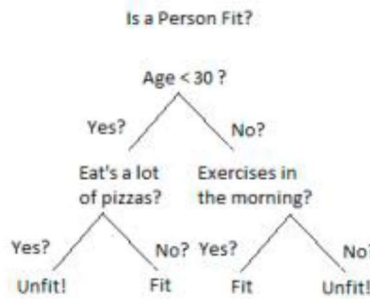 Is a Person Fit?
Age < 30 ?
Yes?
No?
Eat's a lot
of pizzas?
Exercises in
the morning?
Yes?
No?
Yes?
No?
Unfit!
Fit
Fit
Unfit!